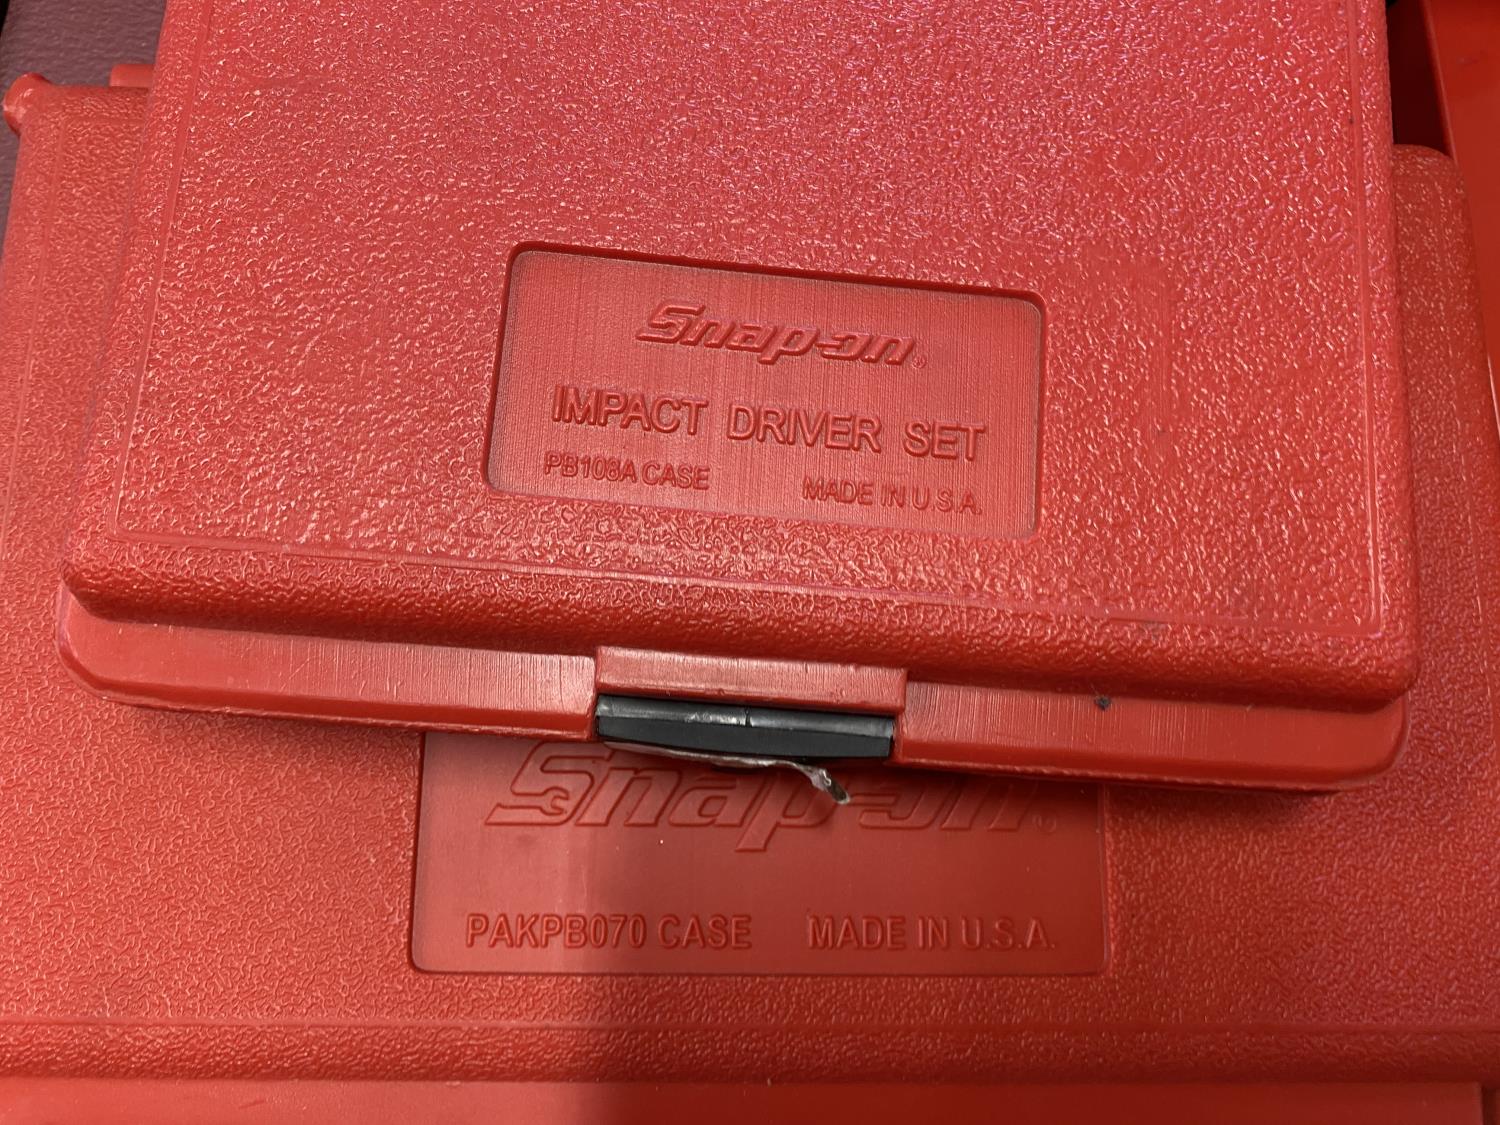 Snap-on®
IMPACT DRIVER SET
PB108A CASE MADE IN U.S.A.
Snap-on®
PAKPB070 CASE MADE IN U.S.A.